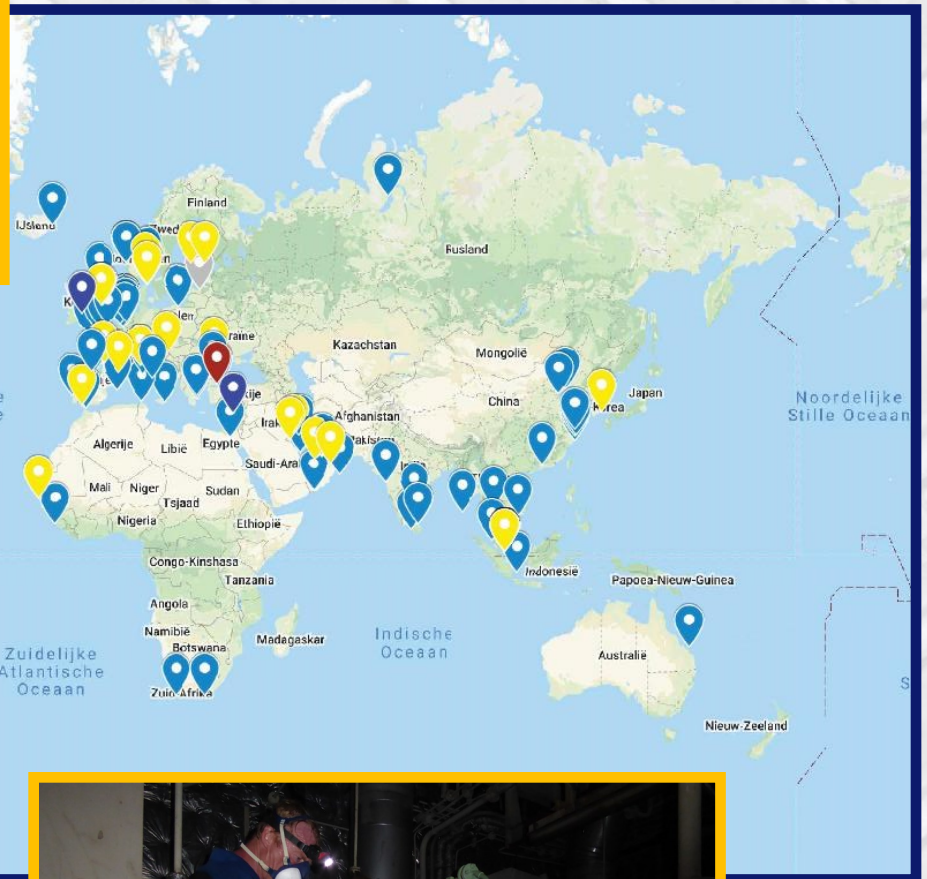 Finland
IJsland
Rusland
Kazachstan
Mongolië
China
Japan
Noordelijke
Stille Oceaan
Afghanistan
Algerije
Libië
Egypte
Saudi-Ara
Mali
Niger
Tsjaad
Sudan
Nigeria
Ethiopië
Congo-Kinshasa
Tanzania
Indonesië
Papoea-Nieuw-Guinea
Angola
Namibië
Botswana
Madagaskar
Indische
Oceaan
Zuidelijke
Atlantische
Oceaan
Australië
Zuid-Afrika
Nieuw-Zeeland